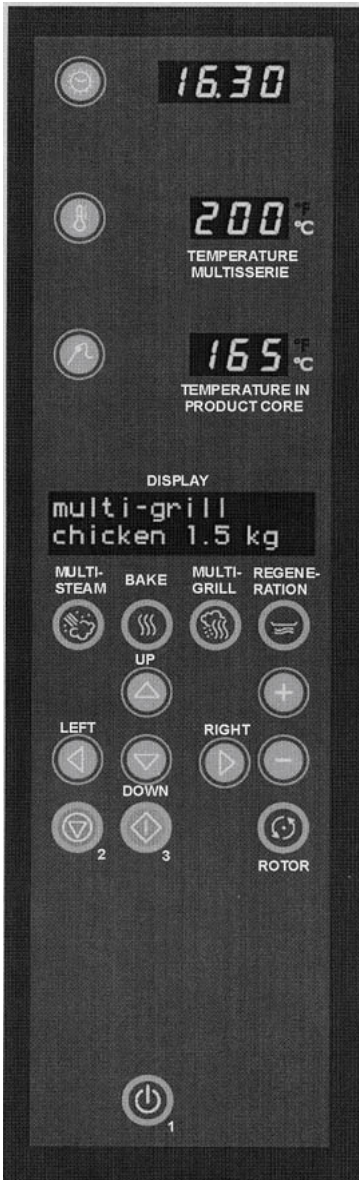 16.30
200 °F
°C
TEMPERATURE
MULTISSERIE
165 °F
°C
TEMPERATURE IN
PRODUCT CORE
DISPLAY
multi-grill
chicken 1.5 kg
MULTI-
STEAM
BAKE
MULTI-
GRILL
REGENE-
RATION
UP
LEFT
RIGHT
DOWN
2
3
ROTOR
1